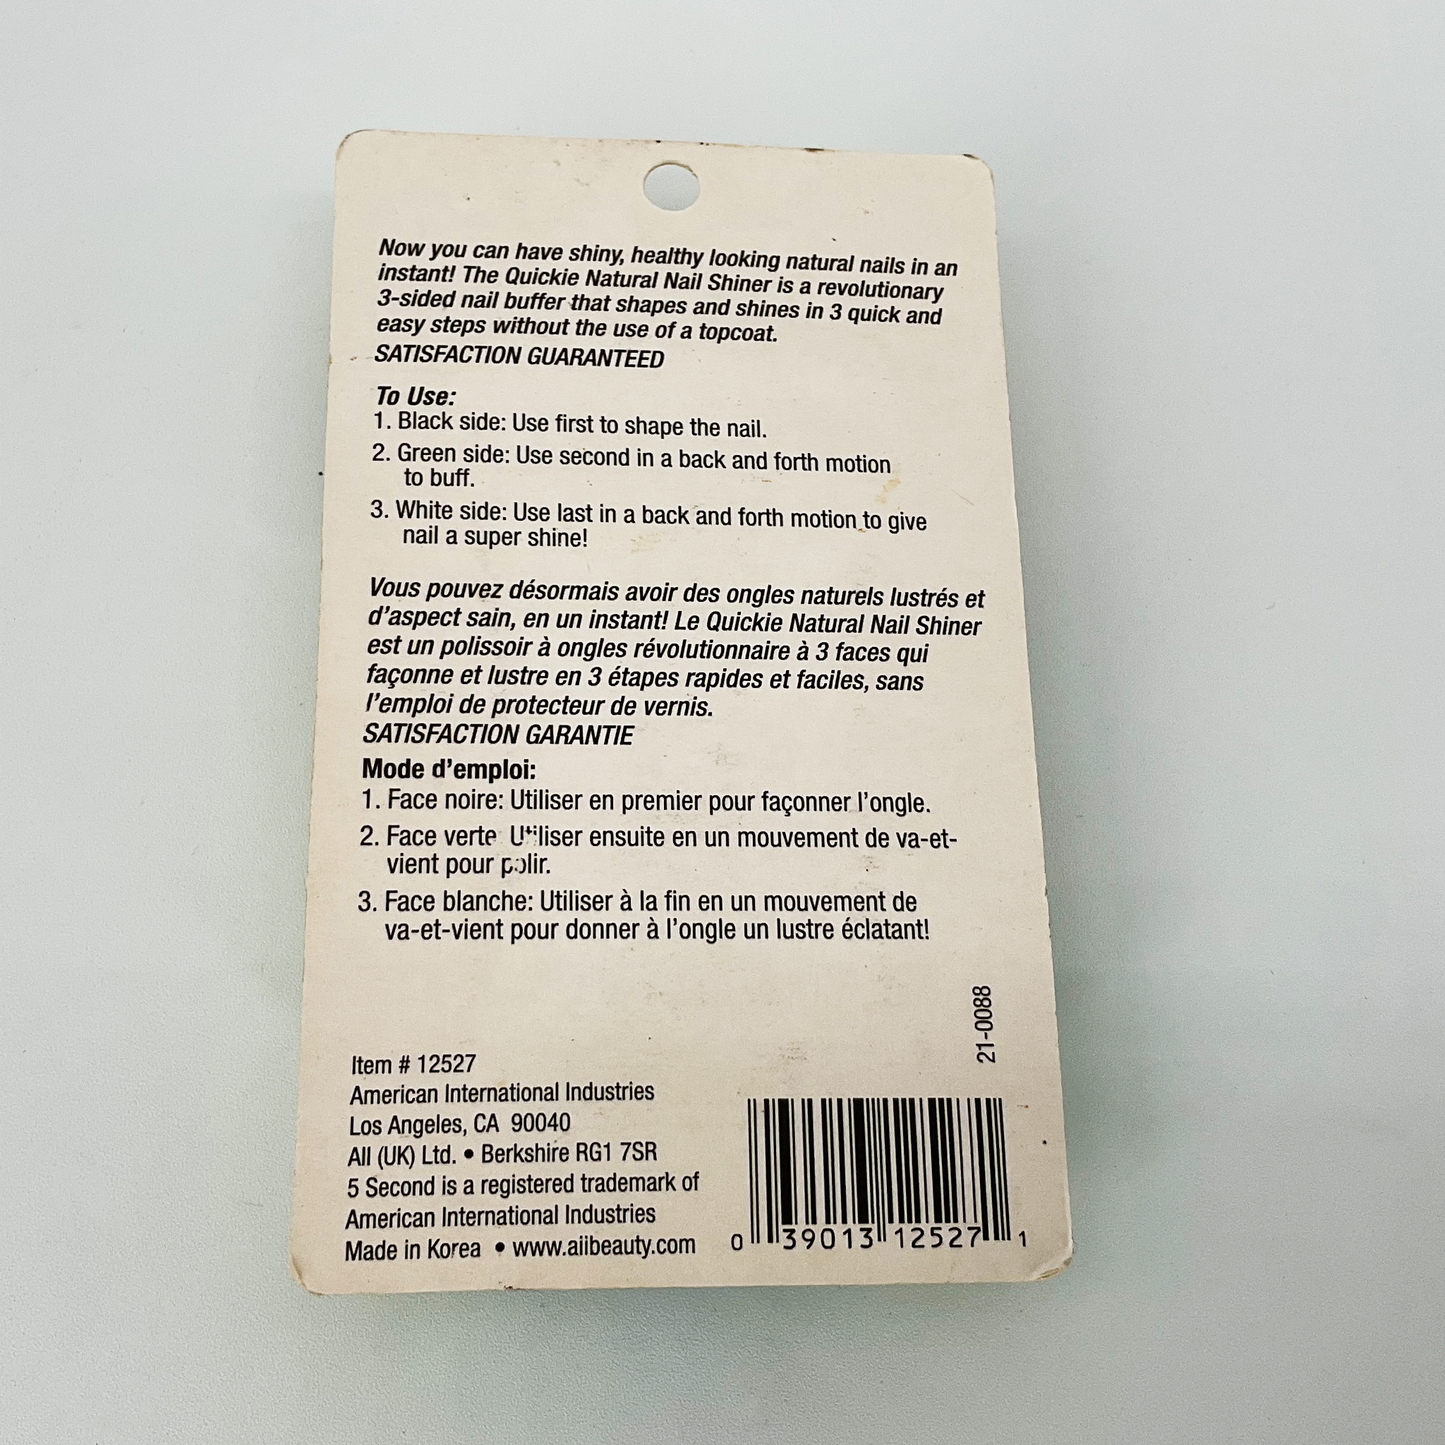 Now you can have shiny, healthy looking natural nails in an
instant! The Quickie Natural Nail Shiner is a revolutionary
3-sided nail buffer that shapes and shines in 3 quick and
easy steps without the use of a topcoat.
SATISFACTION GUARANTEED
To Use:
1. Black side: Use first to shape the nail.
2. Green side: Use second in a back and forth motion
to buff.
3. White side: Use last in a back and forth motion to give
nail a super shine!
Vous pouvez désormais avoir des ongles naturels lustrés et
d'aspect sain, en un instant! Le Quickie Natural Nail Shiner
est un polissoir à ongles révolutionnaire à 3 faces qui
façonne et lustre en 3 étapes rapides et faciles, sans
l'emploi de protecteur de vernis.
SATISFACTION GARANTIE
Mode d'emploi:
1. Face noire: Utiliser en premier pour façonner l'ongle.
2. Face verte Utiliser ensuite en un mouvement de va-et-
vient pour polir.
3. Face blanche: Utiliser à la fin en un mouvement de
va-et-vient pour donner à l'ongle un lustre éclatant!
21-0088
Item # 12527
American International Industries
Los Angeles, CA 90040
AII (UK) Ltd. • Berkshire RG1 7SR
5 Second is a registered trademark of
American International Industries
Made in Korea • www.aiibeauty.com
0 39013 12527 1